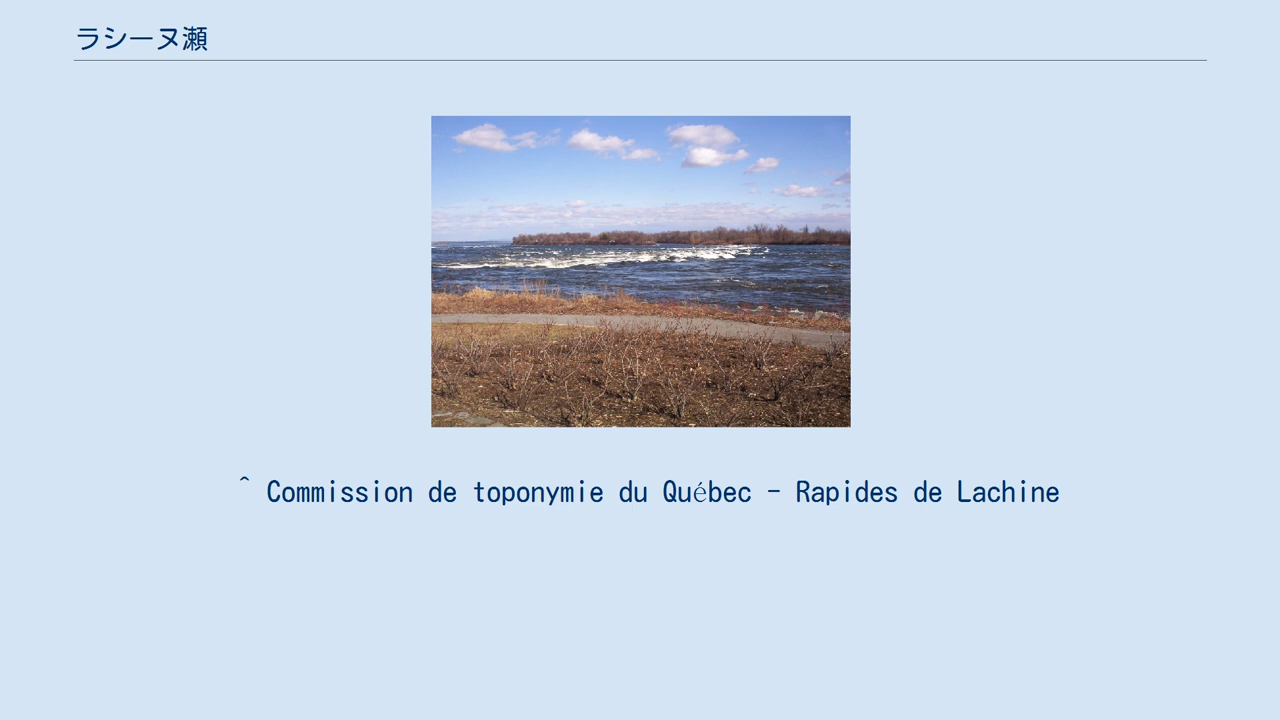 ラシーヌ瀬
^ Commission de toponymie du Québec - Rapides de Lachine